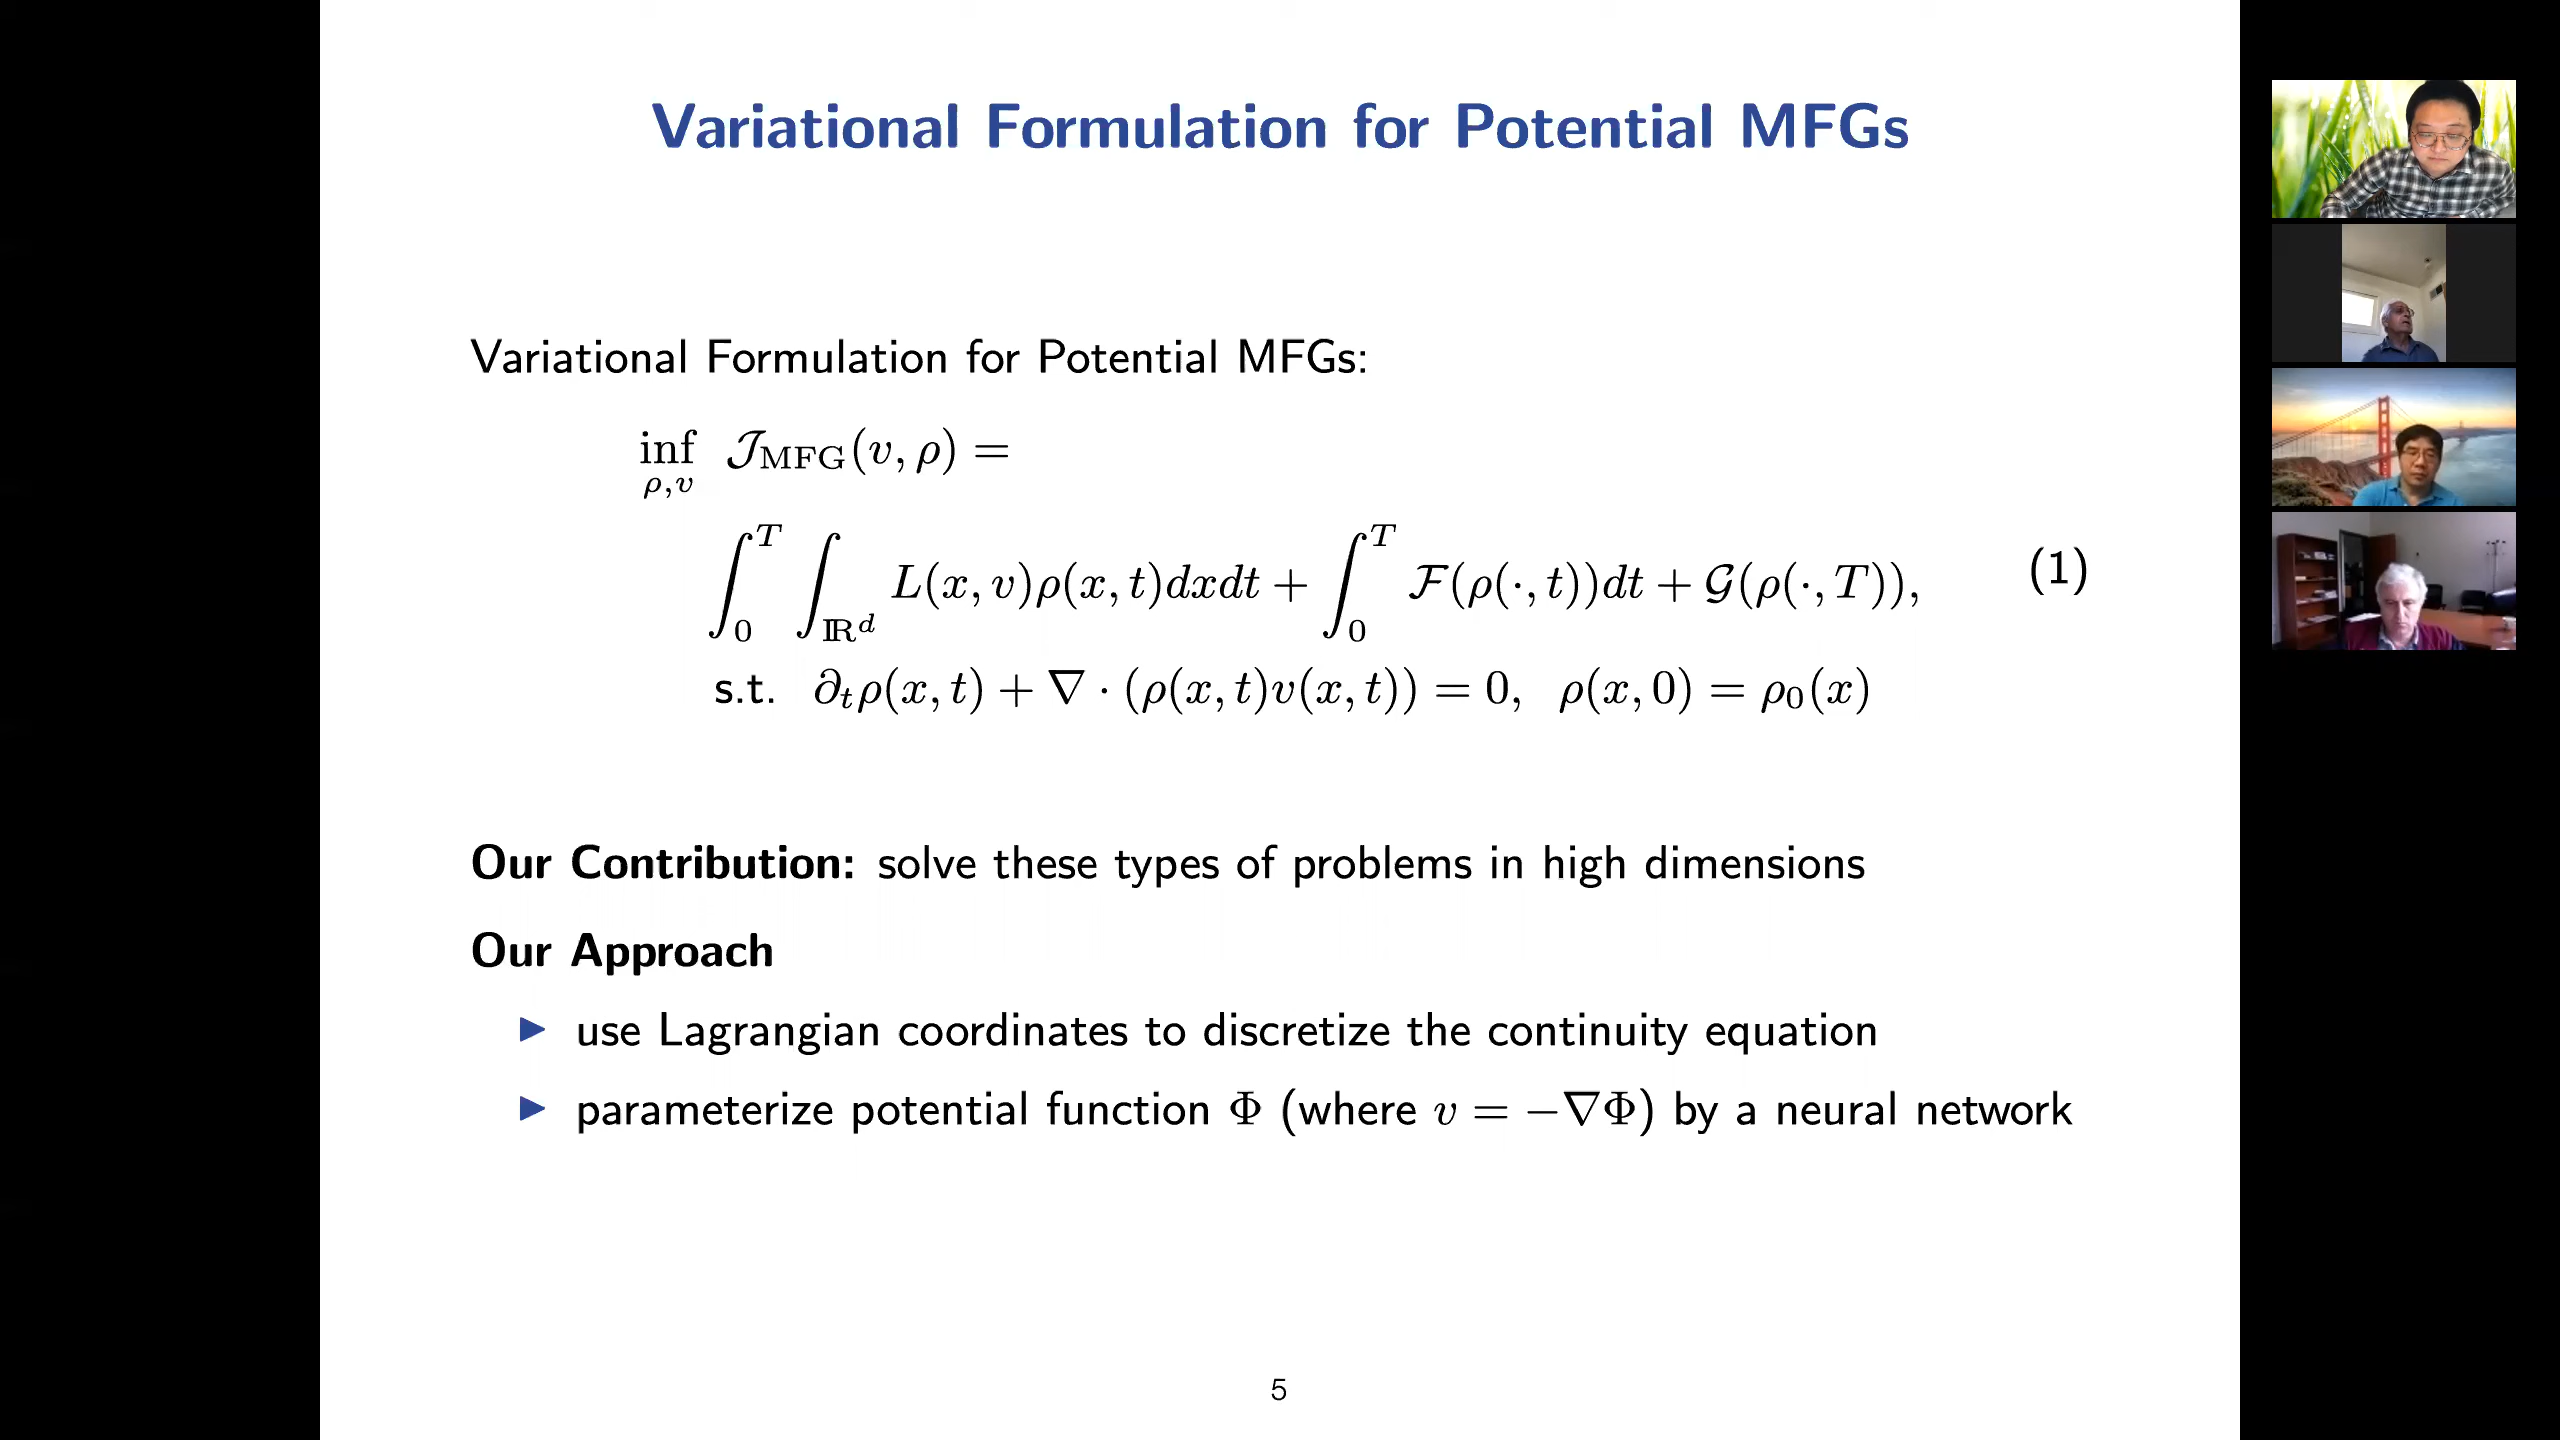 Variational Formulation for Potential MFGs
Variational Formulation for Potential MFGs:
inf_{ρ,v} 𝒥_MFG(v, ρ) =
∫_0^T ∫_{ℝ^d} L(x, v)ρ(x, t)dxdt + ∫_0^T ℱ(ρ(·, t))dt + 𝒢(ρ(·, T)), (1)
s.t. ∂_tρ(x, t) + ∇ · (ρ(x, t)v(x, t)) = 0, ρ(x, 0) = ρ_0(x)
Our Contribution: solve these types of problems in high dimensions
Our Approach
▶ use Lagrangian coordinates to discretize the continuity equation
▶ parameterize potential function Φ (where v = −∇Φ) by a neural network
5